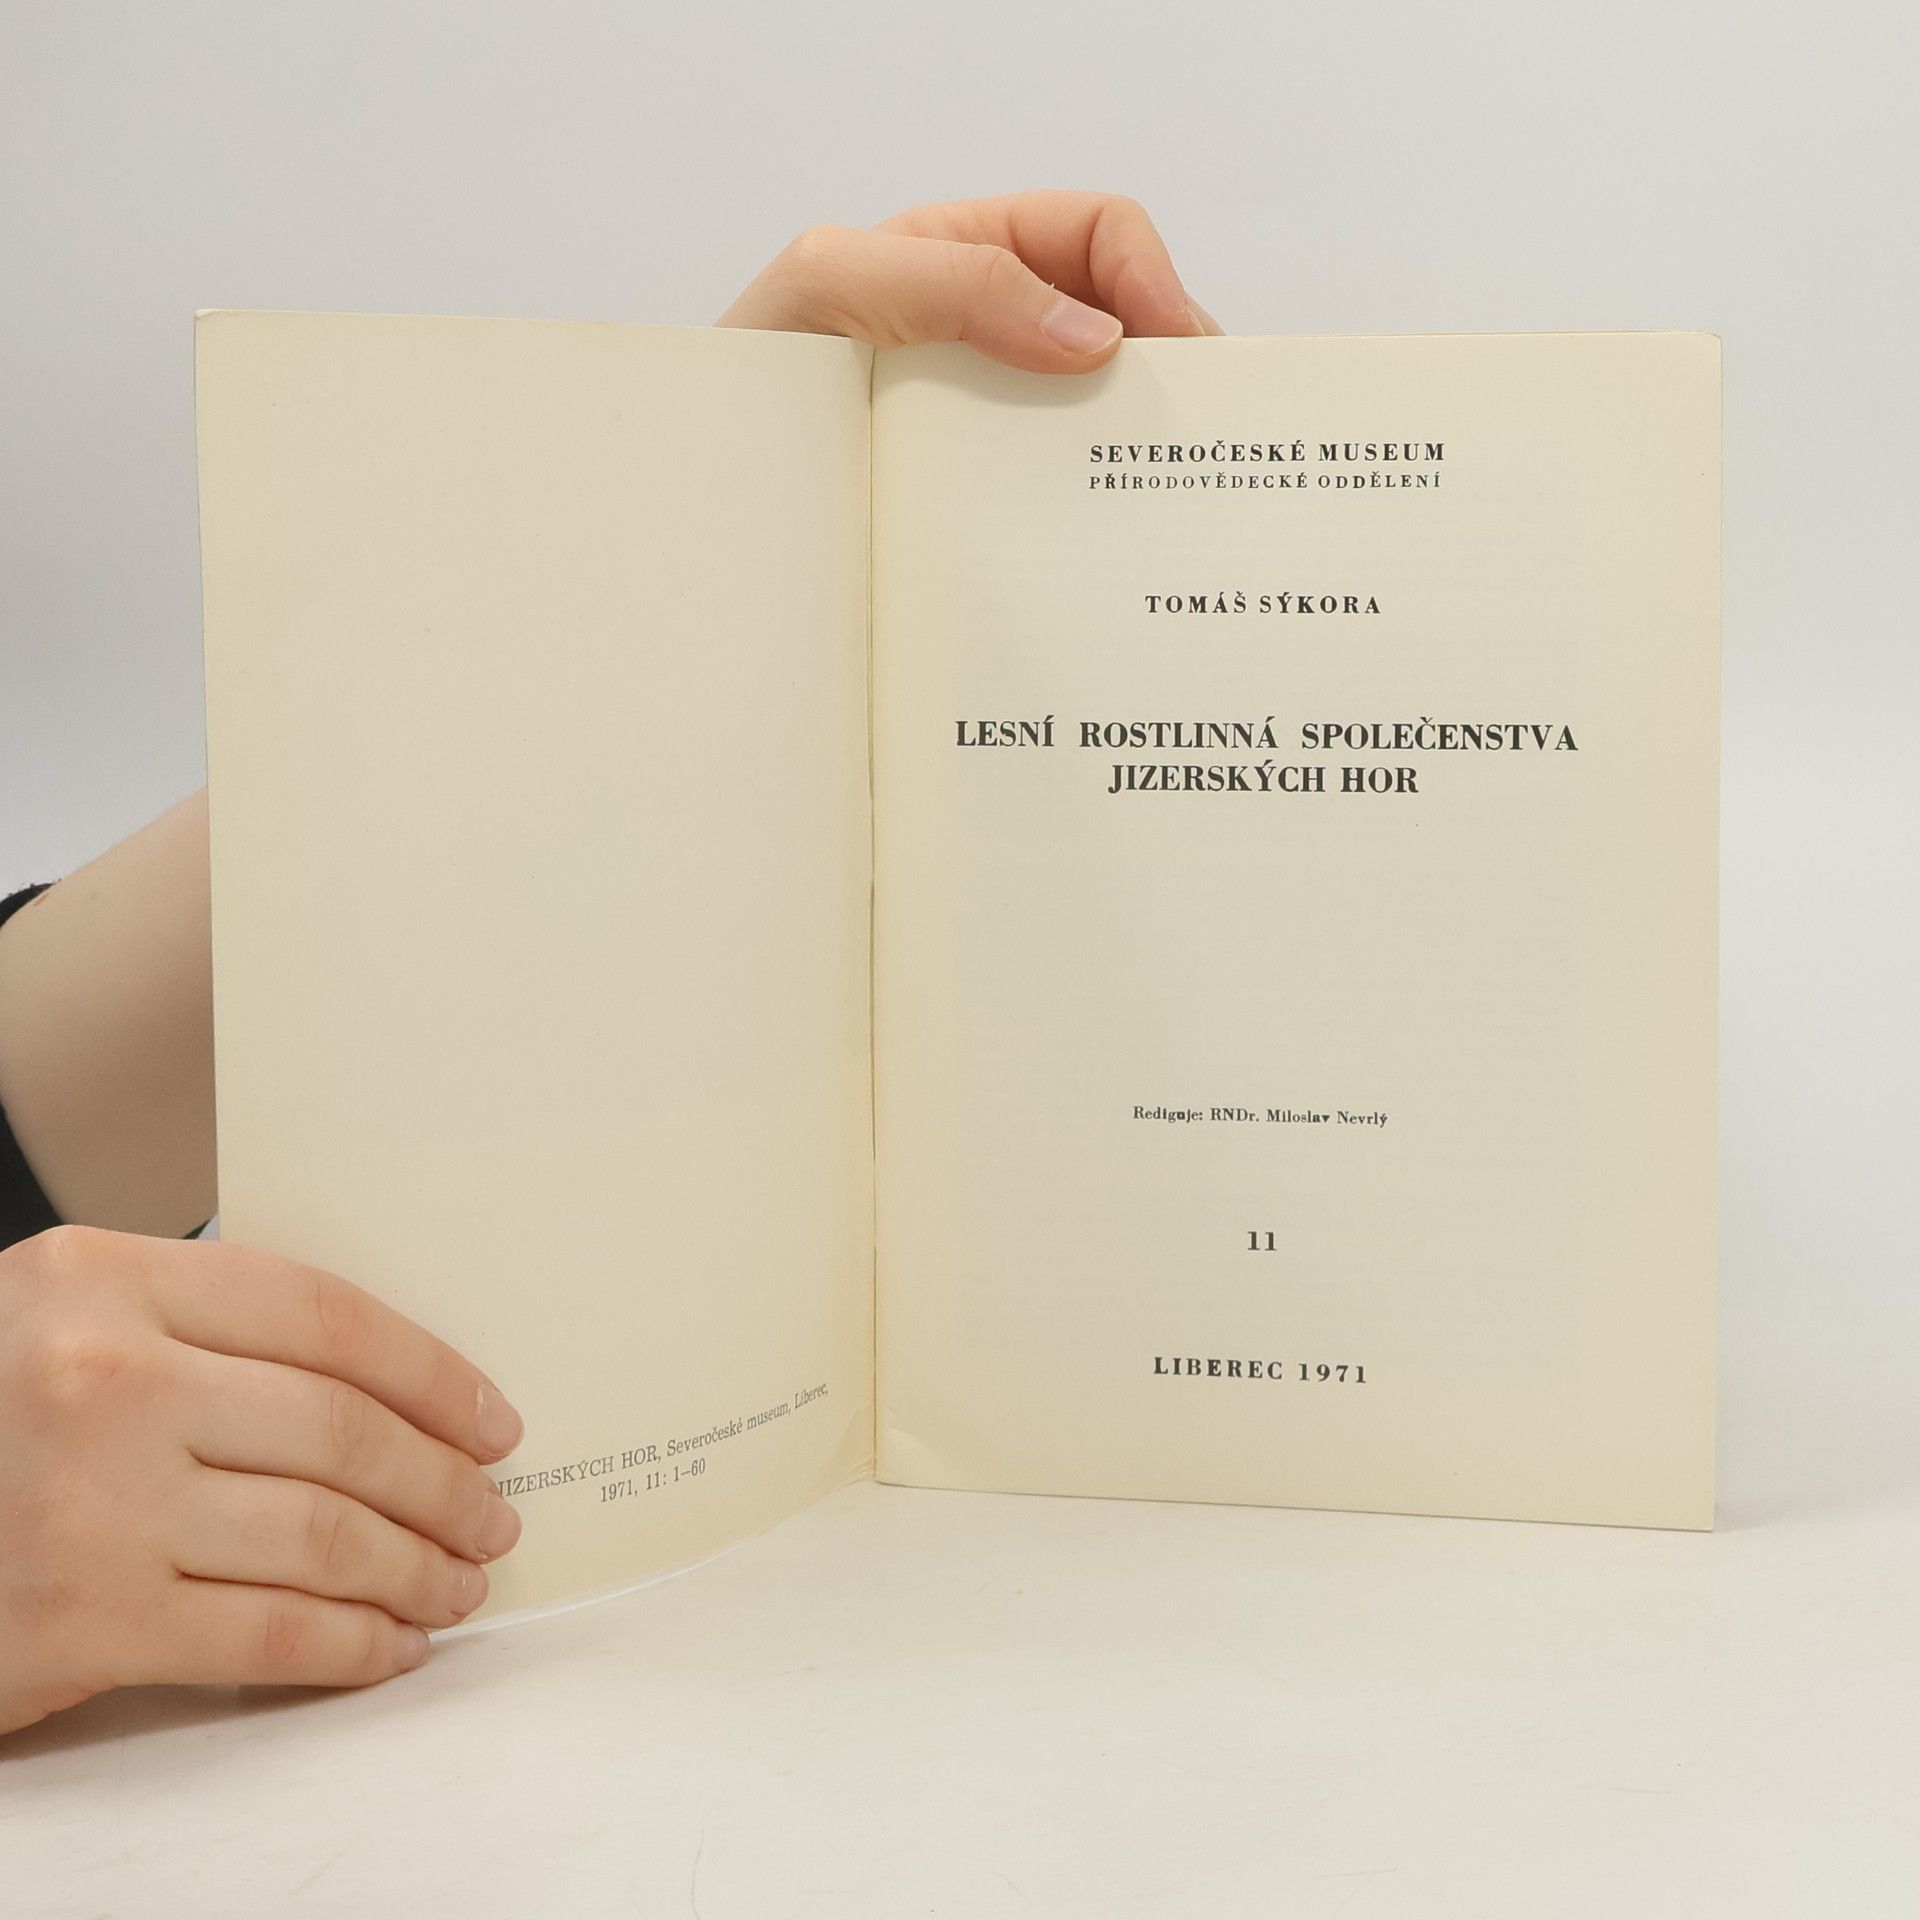 JIZERSKÝCH HOR, Severočeské museum, Liberec,
1971, 11: 1–60
SEVEROČESKÉ MUSEUM
PŘÍRODOVĚDECKÉ ODDĚLENÍ
TOMÁŠ SÝKORA
LESNÍ ROSTLINNÁ SPOLEČENSTVA
JIZERSKÝCH HOR
Rediguje: RNDr. Miloslav Nevrlý
11
LIBEREC 1971